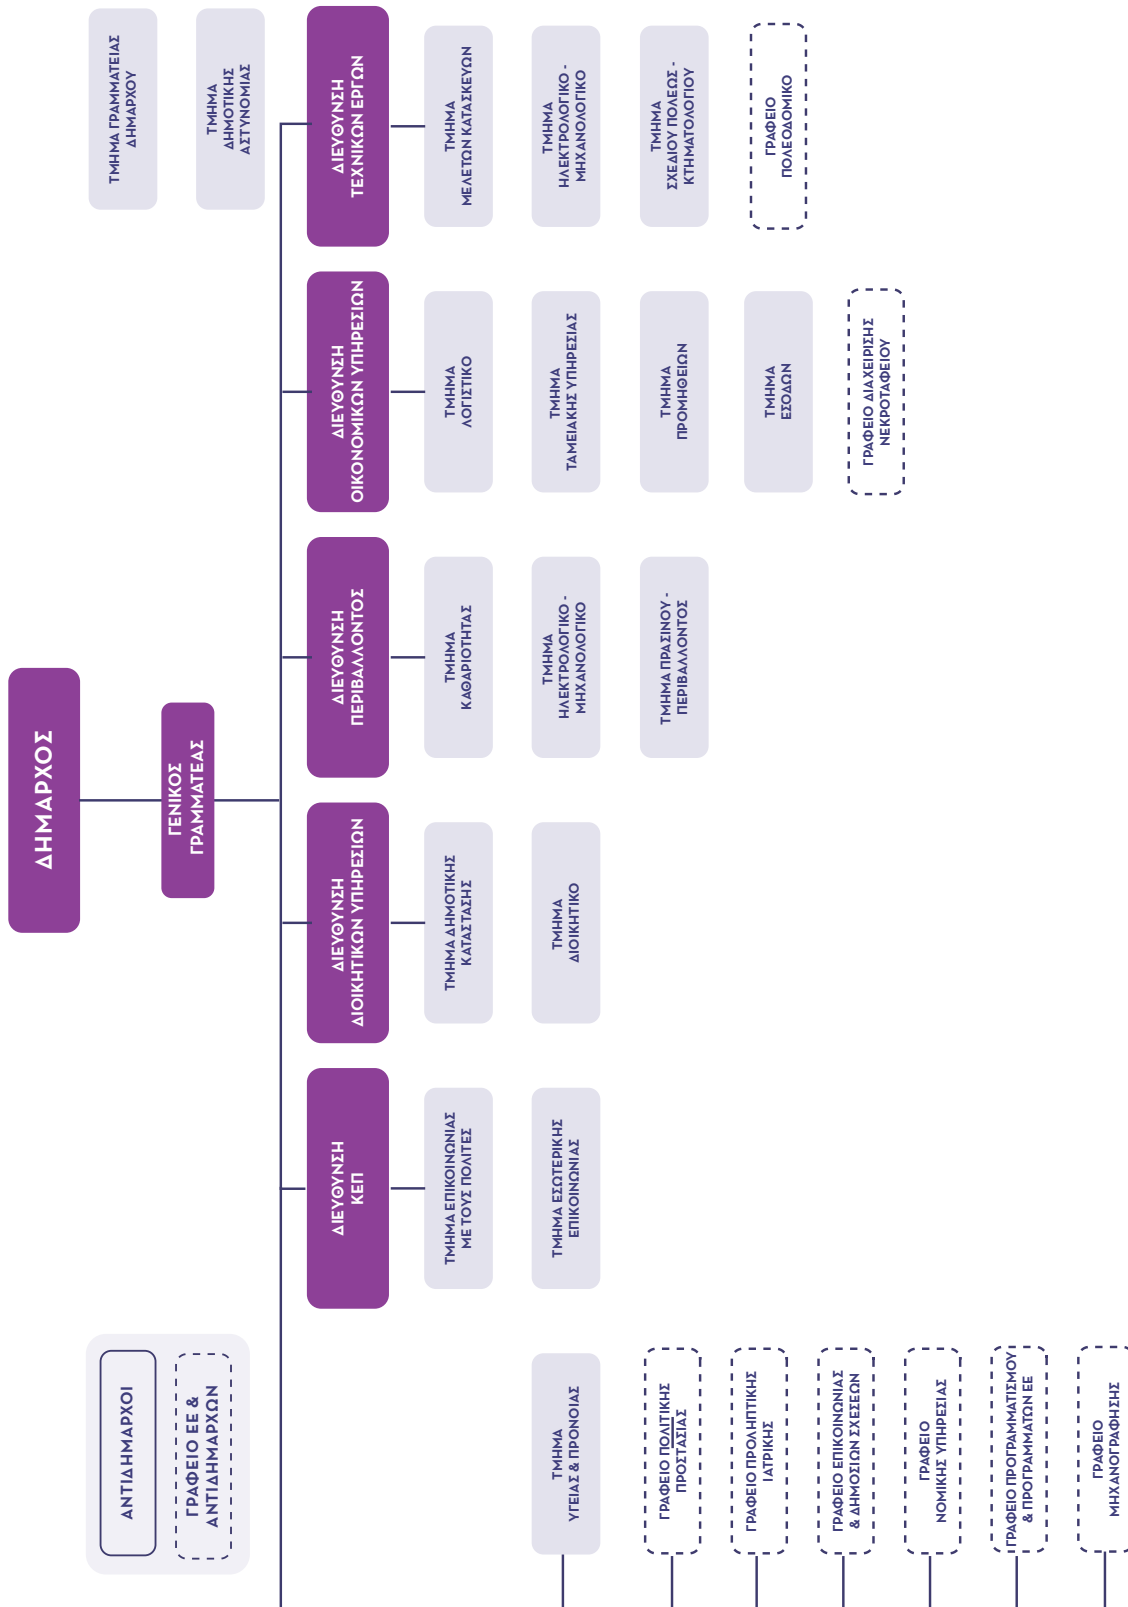 ΔΗΜΑΡΧΟΣ
ΓΕΝΙΚΟΣ
ΓΡΑΜΜΑΤΕΑΣ
ΑΝΤΙΔΗΜΑΡΧΟΙ
ΓΡΑΦΕΙΟ ΕΕ &
ΑΝΤΙΔΗΜΑΡΧΩΝ
ΤΜΗΜΑ ΓΡΑΜΜΑΤΕΙΑΣ
ΔΗΜΑΡΧΟΥ
ΤΜΗΜΑ
ΔΗΜΟΤΙΚΗΣ
ΑΣΤΥΝΟΜΙΑΣ
ΤΜΗΜΑ
ΥΓΕΙΑΣ & ΠΡΟΝΟΙΑΣ
ΓΡΑΦΕΙΟ ΠΟΛΙΤΙΚΗΣ
ΠΡΟΣΤΑΣΙΑΣ
ΓΡΑΦΕΙΟ ΠΡΟΛΗΠΤΙΚΗΣ
ΙΑΤΡΙΚΗΣ
ΓΡΑΦΕΙΟ ΕΠΙΚΟΙΝΩΝΙΑΣ
& ΔΗΜΟΣΙΩΝ ΣΧΕΣΕΩΝ
ΓΡΑΦΕΙΟ
ΝΟΜΙΚΗΣ ΥΠΗΡΕΣΙΑΣ
ΓΡΑΦΕΙΟ ΠΡΟΓΡΑΜΜΑΤΙΣΜΟΥ
& ΠΡΟΓΡΑΜΜΑΤΩΝ ΕΕ
ΓΡΑΦΕΙΟ
ΜΗΧΑΝΟΓΡΑΦΗΣΗΣ
ΔΙΕΥΘΥΝΣΗ
ΚΕΠ
ΤΜΗΜΑ ΕΠΙΚΟΙΝΩΝΙΑΣ
ΜΕ ΤΟΥΣ ΠΟΛΙΤΕΣ
ΤΜΗΜΑ ΕΣΩΤΕΡΙΚΗΣ
ΕΠΙΚΟΙΝΩΝΙΑΣ
ΔΙΕΥΘΥΝΣΗ
ΔΙΟΙΚΗΤΙΚΩΝ ΥΠΗΡΕΣΙΩΝ
ΤΜΗΜΑ ΔΗΜΟΤΙΚΗΣ
ΚΑΤΑΣΤΑΣΗΣ
ΤΜΗΜΑ
ΔΙΟΙΚΗΤΙΚΟ
ΔΙΕΥΘΥΝΣΗ
ΠΕΡΙΒΑΛΛΟΝΤΟΣ
ΤΜΗΜΑ
ΚΑΘΑΡΙΟΤΗΤΑΣ
ΤΜΗΜΑ
ΗΛΕΚΤΡΟΛΟΓΙΚΟ -
ΜΗΧΑΝΟΛΟΓΙΚΟ
ΤΜΗΜΑ ΠΡΑΣΙΝΟΥ -
ΠΕΡΙΒΑΛΛΟΝΤΟΣ
ΔΙΕΥΘΥΝΣΗ
ΟΙΚΟΝΟΜΙΚΩΝ ΥΠΗΡΕΣΙΩΝ
ΤΜΗΜΑ
ΛΟΓΙΣΤΙΚΟ
ΤΜΗΜΑ
ΤΑΜΕΙΑΚΗΣ ΥΠΗΡΕΣΙΑΣ
ΤΜΗΜΑ
ΠΡΟΜΗΘΕΙΩΝ
ΤΜΗΜΑ
ΕΣΟΔΩΝ
ΓΡΑΦΕΙΟ ΔΙΑΧΕΙΡΙΣΗΣ
ΝΕΚΡΟΤΑΦΕΙΟΥ
ΔΙΕΥΘΥΝΣΗ
ΤΕΧΝΙΚΩΝ ΕΡΓΩΝ
ΤΜΗΜΑ
ΜΕΛΕΤΩΝ ΚΑΤΑΣΚΕΥΩΝ
ΤΜΗΜΑ
ΗΛΕΚΤΡΟΛΟΓΙΚΟ -
ΜΗΧΑΝΟΛΟΓΙΚΟ
ΤΜΗΜΑ
ΣΧΕΔΙΟΥ ΠΟΛΕΩΣ -
ΚΤΗΜΑΤΟΛΟΓΙΟΥ
ΓΡΑΦΕΙΟ
ΠΟΛΕΟΔΟΜΙΚΟ